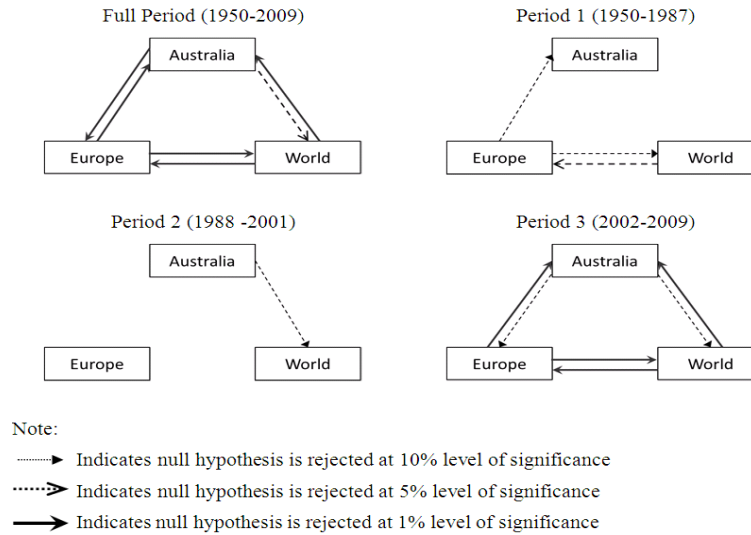 Full Period (1950-2009)
Period 1 (1950-1987)
Australia
Australia
Europe
World
Europe
World
Period 2 (1988 -2001)
Period 3 (2002-2009)
Australia
Australia
Europe
World
Europe
World
Note:
Indicates null hypothesis is rejected at 10% level of significance
Indicates null hypothesis is rejected at 5% level of significance
Indicates null hypothesis is rejected at 1% level of significance